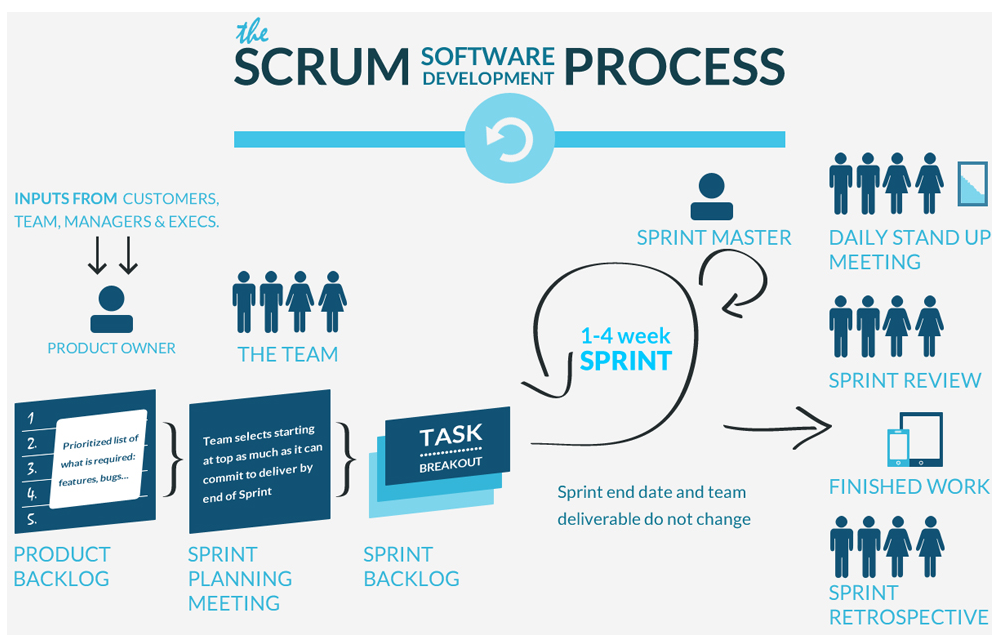 the
SCRUM SOFTWARE DEVELOPMENT PROCESS
INPUTS FROM CUSTOMERS,
TEAM, MANAGERS & EXECS.
PRODUCT OWNER
THE TEAM
1
2.
3.
4.
5.
Prioritized list of
what is required:
features, bugs...
PRODUCT
BACKLOG
Team selects starting
at top as much as it can
commit to deliver by
end of Sprint
SPRINT
PLANNING
MEETING
TASK
BREAKOUT
SPRINT
BACKLOG
1-4 week
SPRINT
SPRINT MASTER
Sprint end date and team
deliverable do not change
DAILY STAND UP
MEETING
SPRINT REVIEW
FINISHED WORK
SPRINT
RETROSPECTIVE